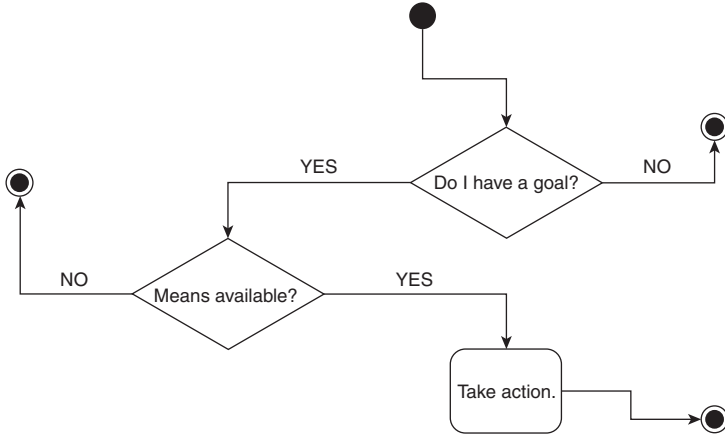 Do I have a goal?
YES
NO
Means available?
NO
YES
Take action.